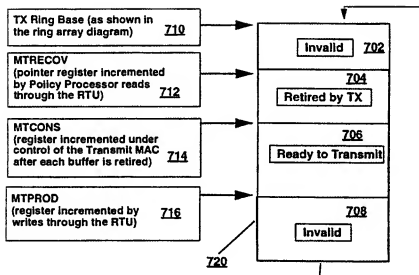 TX Ring Base (as shown in
the ring array diagram) 710
MTRECOV
(pointer register incremented
by Policy Processor reads
through the RTU) 712
MTCONS
(register incremented under
control of the Transmit MAC
after each buffer is retired) 714
MTPROD
(register incremented by
writes through the RTU) 716
Invalid 702
704
Retired by TX
706
Ready to Transmit
708
Invalid
720